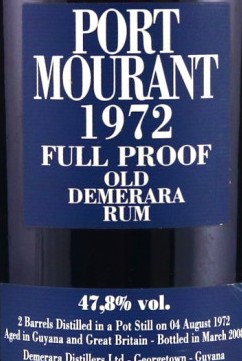 PORT
MOURANT
1972
FULL PROOF
OLD
DEMERARA
RUM
47,8% vol.
2 Barrels Distilled in a Pot Still on 04 August 1972
Aged in Guyana and Great Britain - Bottled in March 2008
Demerara Distillers Ltd - Georgetown - Guyana